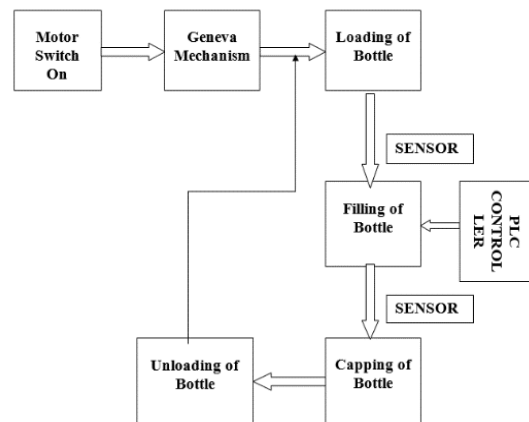 Motor
Switch
On
Geneva
Mechanism
Loading of
Bottle
SENSOR
Filling of
Bottle
PLC
CONTROL
LER
SENSOR
Unloading of
Bottle
Capping of
Bottle